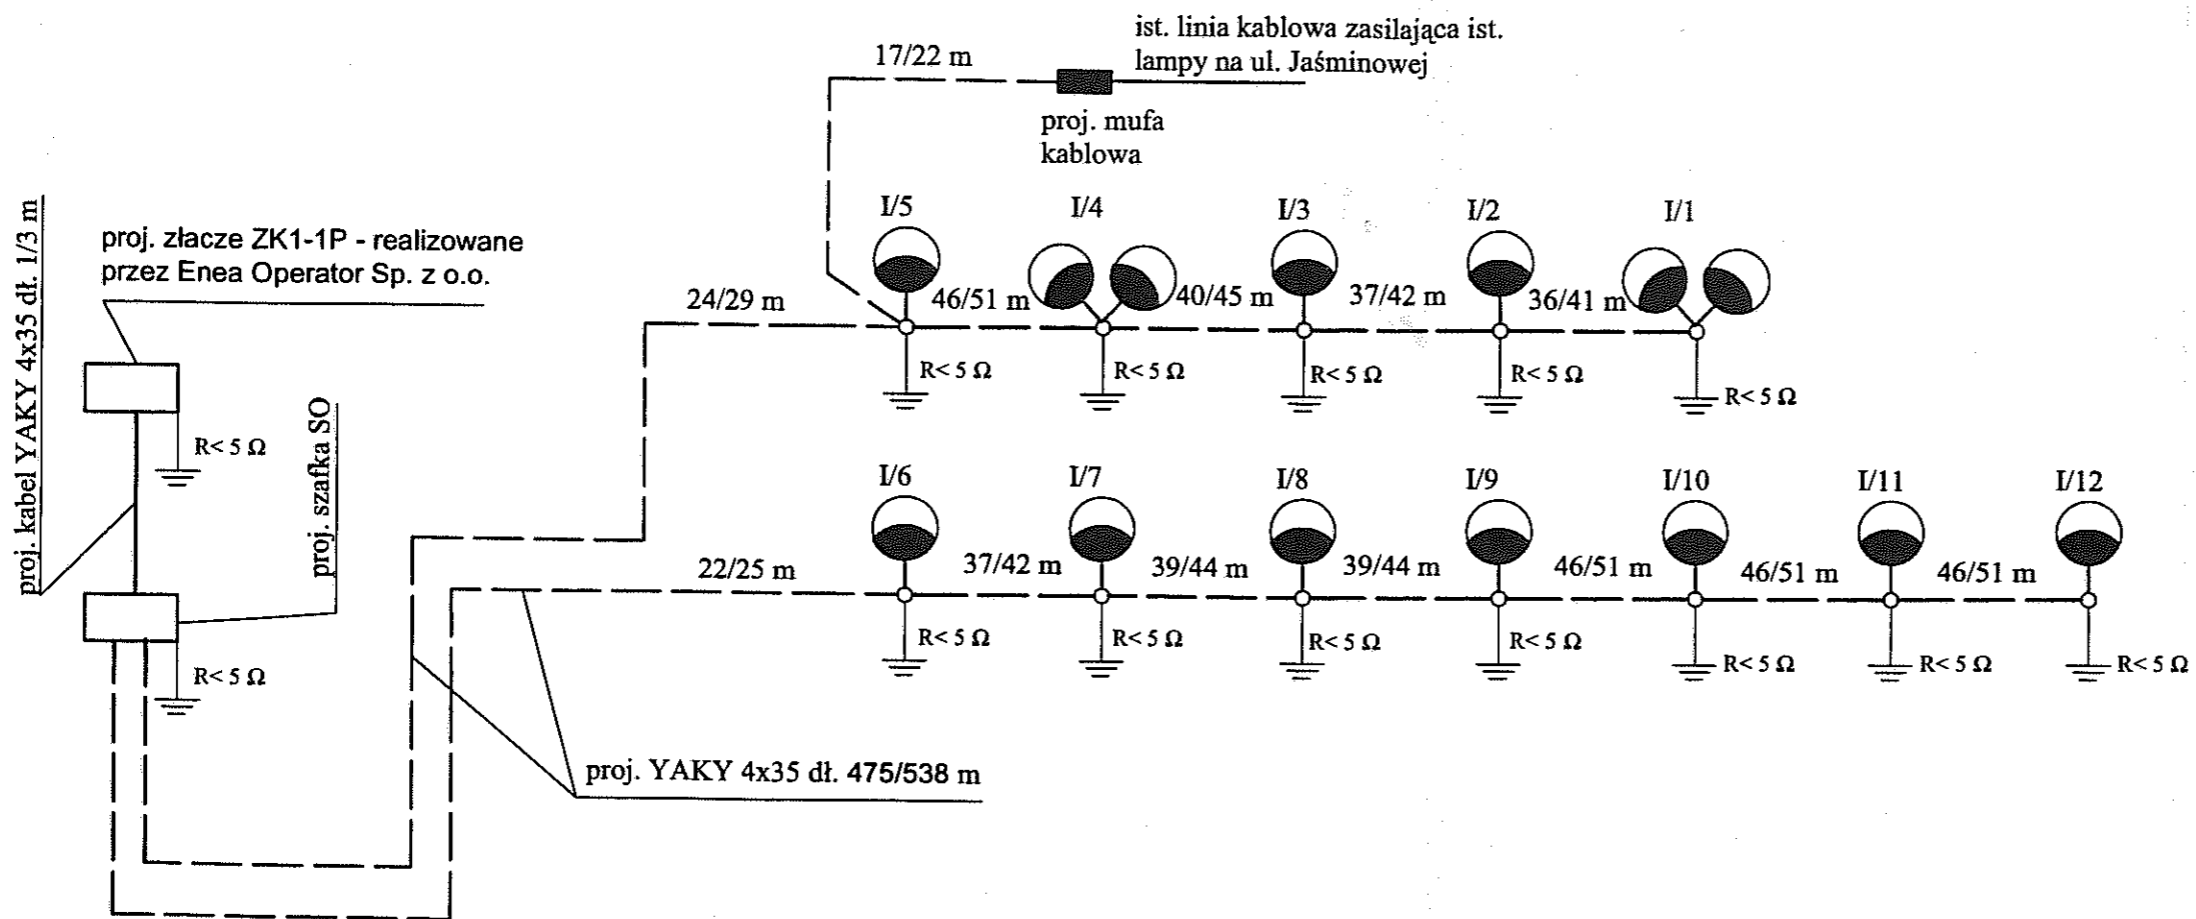 ist. linia kablowa zasilająca ist.
lampy na ul. Jaśminowej
17/22 m
proj. mufa
kablowa
proj. kabel YAKY 4x35 dł. 1/3 m
proj. złacze ZK1-1P - realizowane
przez Enea Operator Sp. z o.o.
I/5
I/4
I/3
I/2
I/1
24/29 m
46/51 m
40/45 m
37/42 m
36/41 m
R< 5 Ω
R< 5 Ω
R< 5 Ω
R< 5 Ω
R< 5 Ω
R< 5 Ω
proj. szafka SO
I/6
I/7
I/8
I/9
I/10
I/11
I/12
22/25 m
37/42 m
39/44 m
39/44 m
46/51 m
46/51 m
46/51 m
R< 5 Ω
R< 5 Ω
R< 5 Ω
R< 5 Ω
R< 5 Ω
R< 5 Ω
R< 5 Ω
R< 5 Ω
proj. YAKY 4x35 dł. 475/538 m